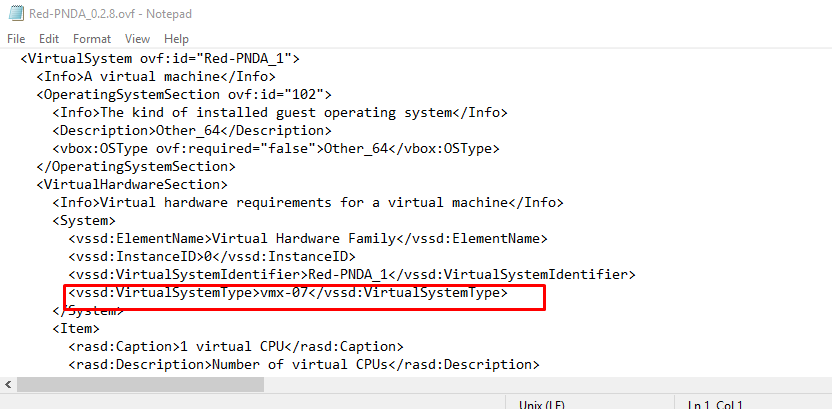 Red-PNDA_0.2.8.ovf - Notepad
File Edit Format View Help
<VirtualSystem ovf:id="Red-PNDA_1">
<Info>A virtual machine</Info>
<OperatingSystemSection ovf:id="102">
<Info>The kind of installed guest operating system</Info>
<Description>Other_64</Description>
<vbox:OSType ovf:required="false">Other_64</vbox:OSType>
</OperatingSystemSection>
<VirtualHardwareSection>
<Info>Virtual hardware requirements for a virtual machine</Info>
<System>
<vssd:ElementName>Virtual Hardware Family</vssd:ElementName>
<vssd:InstanceID>0</vssd:InstanceID>
<vssd:VirtualSystemIdentifier>Red-PNDA_1</vssd:VirtualSystemIdentifier>
<vssd:VirtualSystemType>vmx-07</vssd:VirtualSystemType>
</System>
<Item>
<rasd:Caption>1 virtual CPU</rasd:Caption>
<rasd:Description>Number of virtual CPUs</rasd:Description>
Unix (LF) Ln 1, Col 1